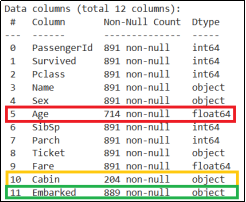 Data columns (total 12 columns):
# Column Non-Null Count Dtype
--- ------ -------------- -----
0 PassengerId 891 non-null int64
1 Survived 891 non-null int64
2 Pclass 891 non-null int64
3 Name 891 non-null object
4 Sex 891 non-null object
5 Age 714 non-null float64
6 SibSp 891 non-null int64
7 Parch 891 non-null int64
8 Ticket 891 non-null object
9 Fare 891 non-null float64
10 Cabin 204 non-null object
11 Embarked 889 non-null object